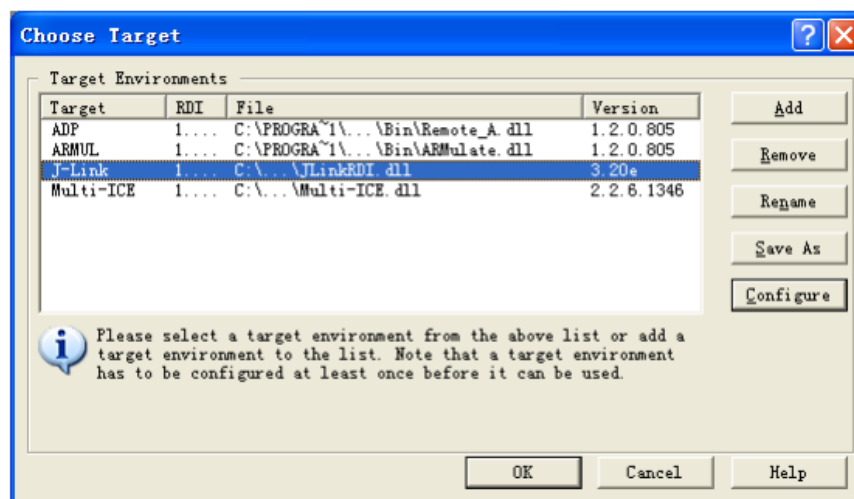 Choose Target
Target Environments
Target RDI File Version
ADP 1.... C:\PROGRA~1\...\Bin\Remote_A.dll 1.2.0.805
ARMUL 1.... C:\PROGRA~1\...\Bin\ARMulate.dll 1.2.0.805
J-Link 1.... C:\...\JLinkRDI.dll 3.20e
Multi-ICE 1.... C:\...\Multi-ICE.dll 2.2.6.1346
Add
Remove
Rename
Save As
Configure
Please select a target environment from the above list or add a
target environment to the list. Note that a target environment
has to be configured at least once before it can be used.
OK Cancel Help